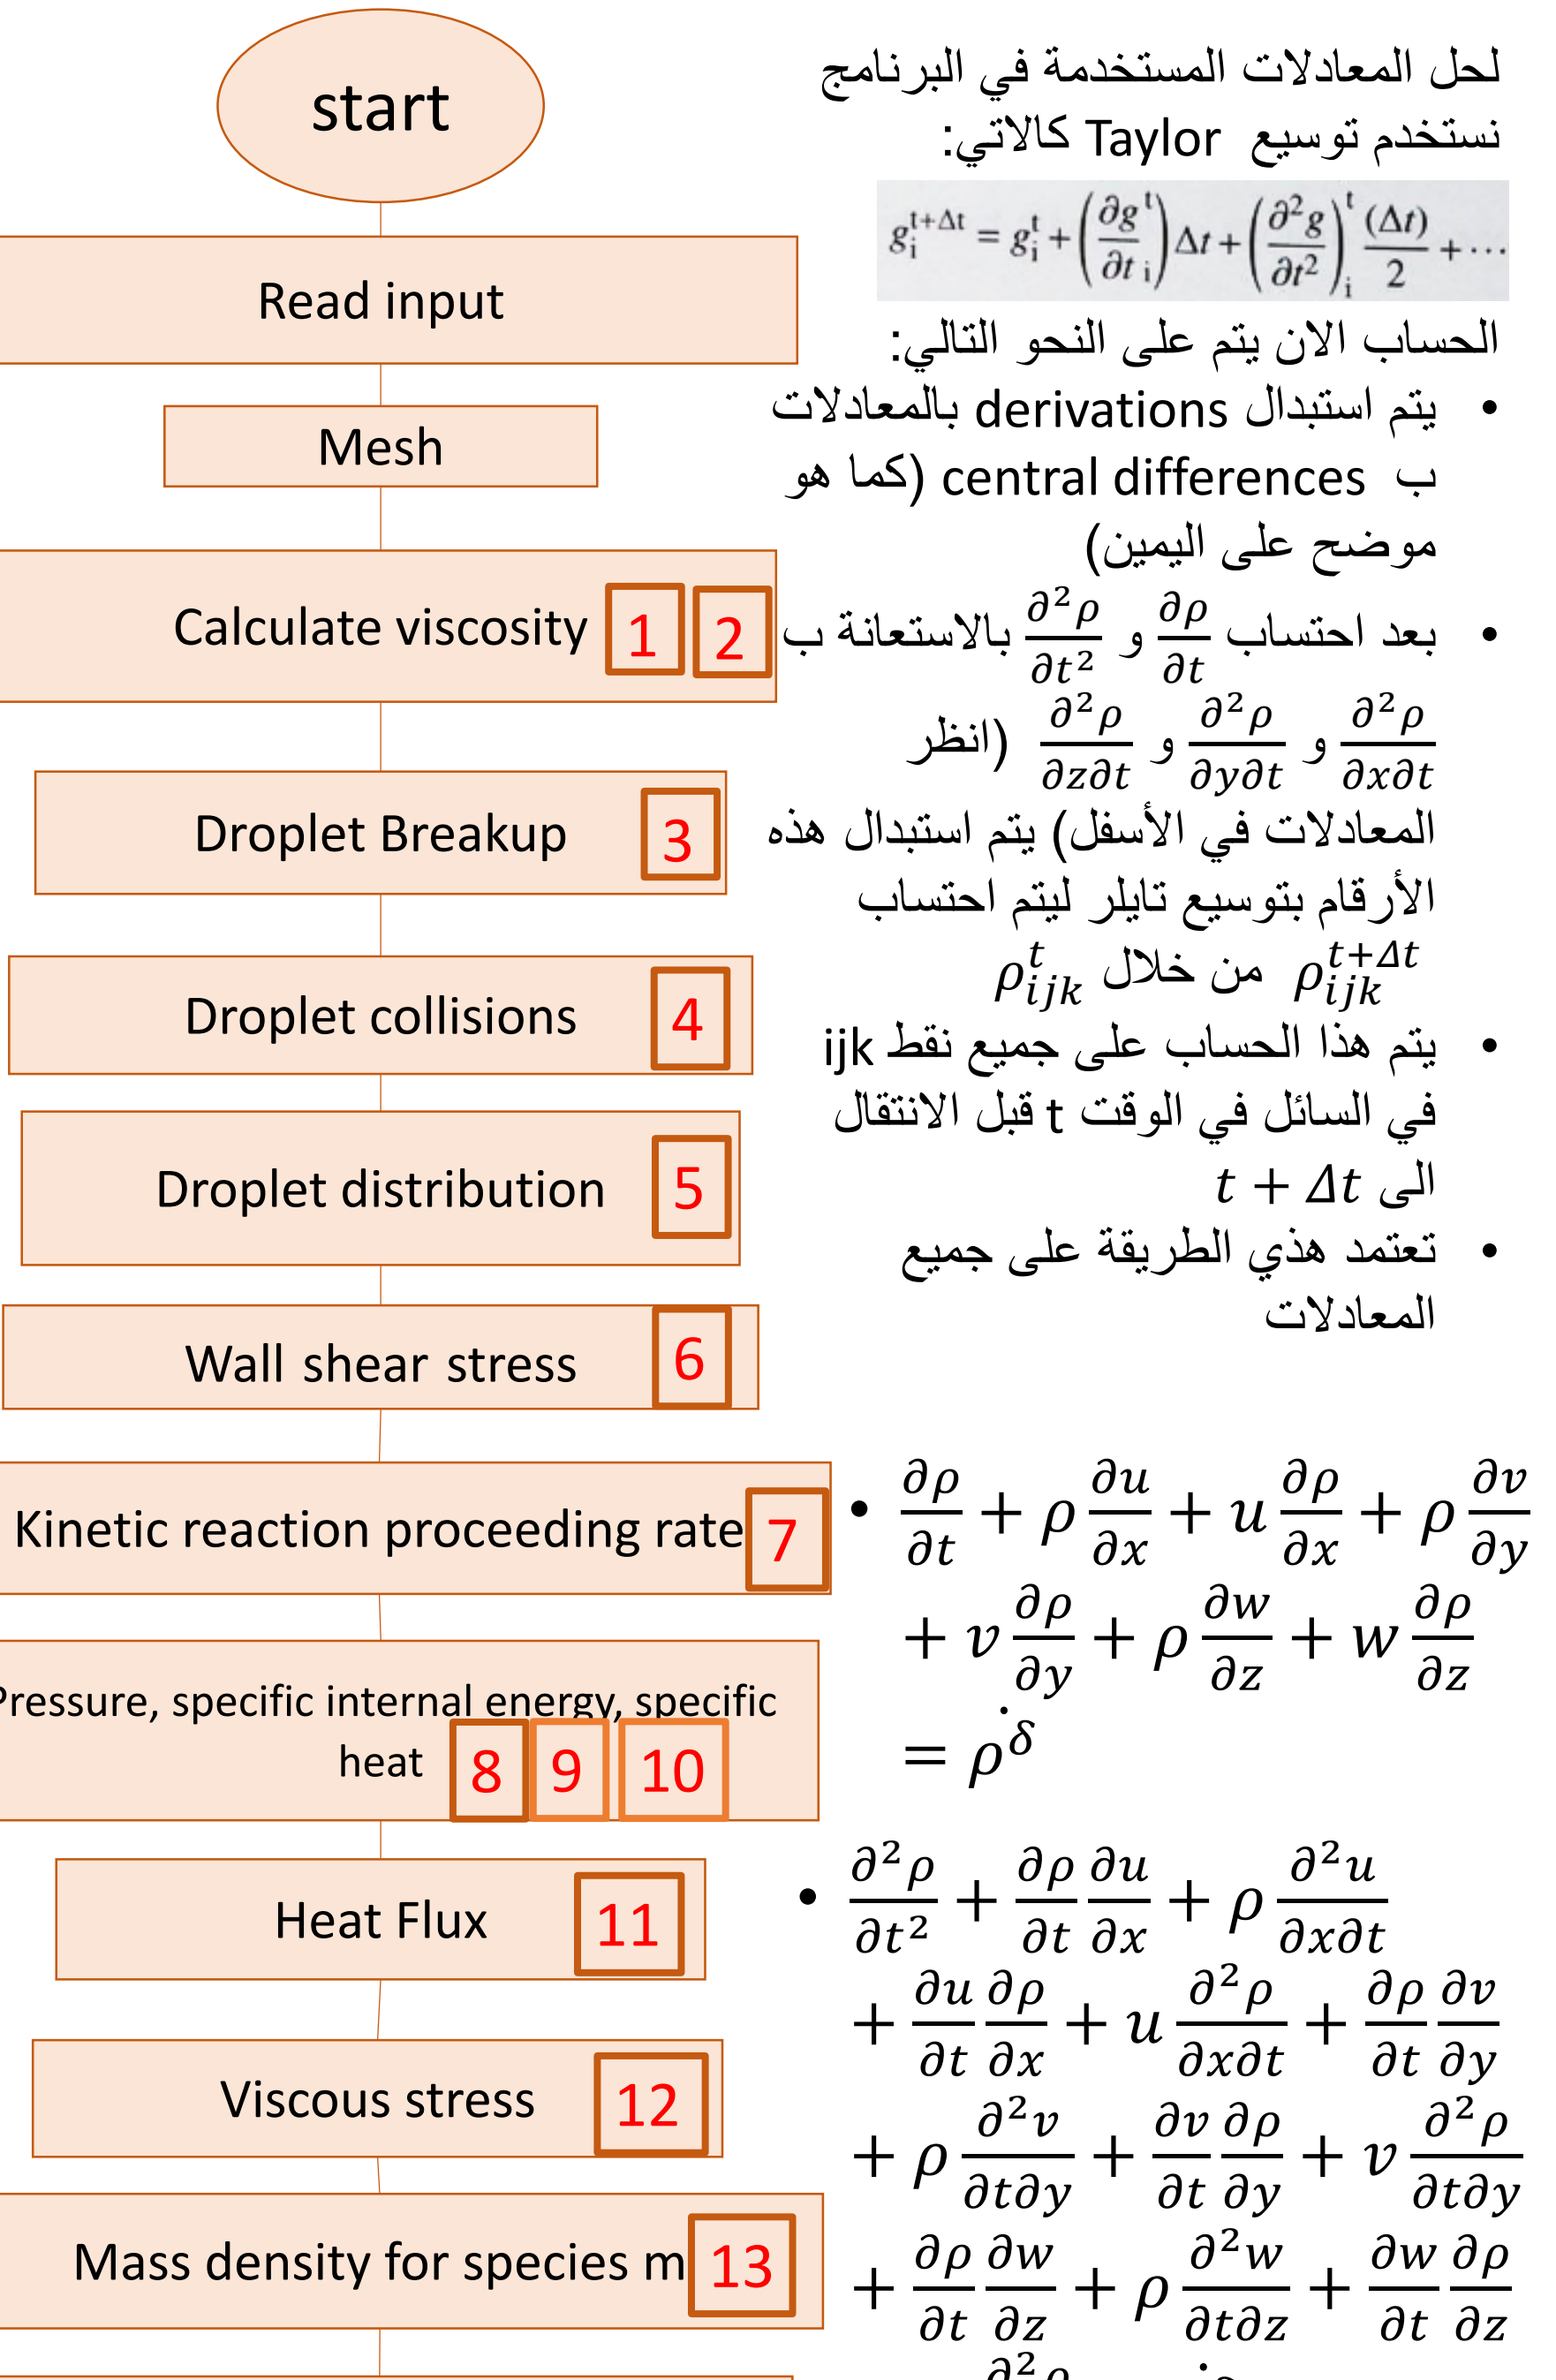 start
Read input
Mesh
Calculate viscosity 1 2
Droplet Breakup 3
Droplet collisions 4
Droplet distribution 5
Wall shear stress 6
Kinetic reaction proceeding rate 7
Pressure, specific internal energy, specific
heat 8 9 10
Heat Flux 11
Viscous stress 12
Mass density for species m 13
لحل المعادلات المستخدمة في البرنامج
نستخدم توسيع Taylor كالاتي:
g_i^{t+Δt} = g_i^t + (∂g/∂t_i^t) Δt + (∂²g/∂t²)_i^t (Δt)/2 + ⋯
الحساب الان يتم على النحو التالي:
• يتم استبدال derivations بالمعادلات
ب central differences (كما هو
موضح على اليمين)
• بعد احتساب ∂ρ/∂t و ∂²ρ/∂t² بالاستعانة ب
∂²ρ/∂x∂t و ∂²ρ/∂y∂t و ∂²ρ/∂z∂t (انظر
المعادلات في الأسفل) يتم استبدال هذه
الأرقام بتوسيع تايلر ليتم احتساب
ρ_{ijk}^{t+Δt} من خلال ρ_{ijk}^t
• يتم هذا الحساب على جميع نقط ijk
في السائل في الوقت t قبل الانتقال
الى t + Δt
• تعتمد هذي الطريقة على جميع
المعادلات
• ∂ρ/∂t + ρ ∂u/∂x + u ∂ρ/∂x + ρ ∂v/∂y
+ v ∂ρ/∂y + ρ ∂w/∂z + w ∂ρ/∂z
= ρ̇^δ
• ∂²ρ/∂t² + ∂ρ/∂t ∂u/∂x + ρ ∂²u/∂x∂t
+ ∂u/∂t ∂ρ/∂x + u ∂²ρ/∂x∂t + ∂ρ/∂t ∂v/∂y
+ ρ ∂²v/∂t∂y + ∂v/∂t ∂ρ/∂y + v ∂²ρ/∂t∂y
+ ∂ρ/∂t ∂w/∂z + ρ ∂²w/∂t∂z + ∂w/∂t ∂ρ/∂z